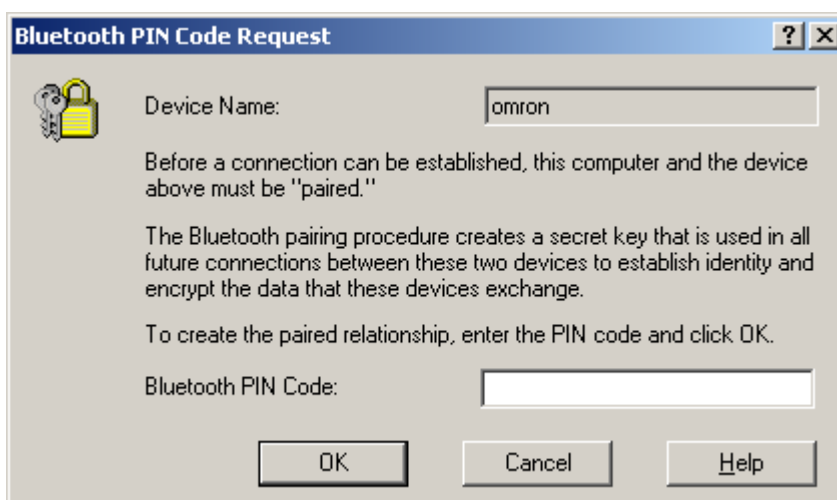 Bluetooth PIN Code Request
Device Name: omron
Before a connection can be established, this computer and the device
above must be "paired."
The Bluetooth pairing procedure creates a secret key that is used in all
future connections between these two devices to establish identity and
encrypt the data that these devices exchange.
To create the paired relationship, enter the PIN code and click OK.
Bluetooth PIN Code:
OK Cancel Help